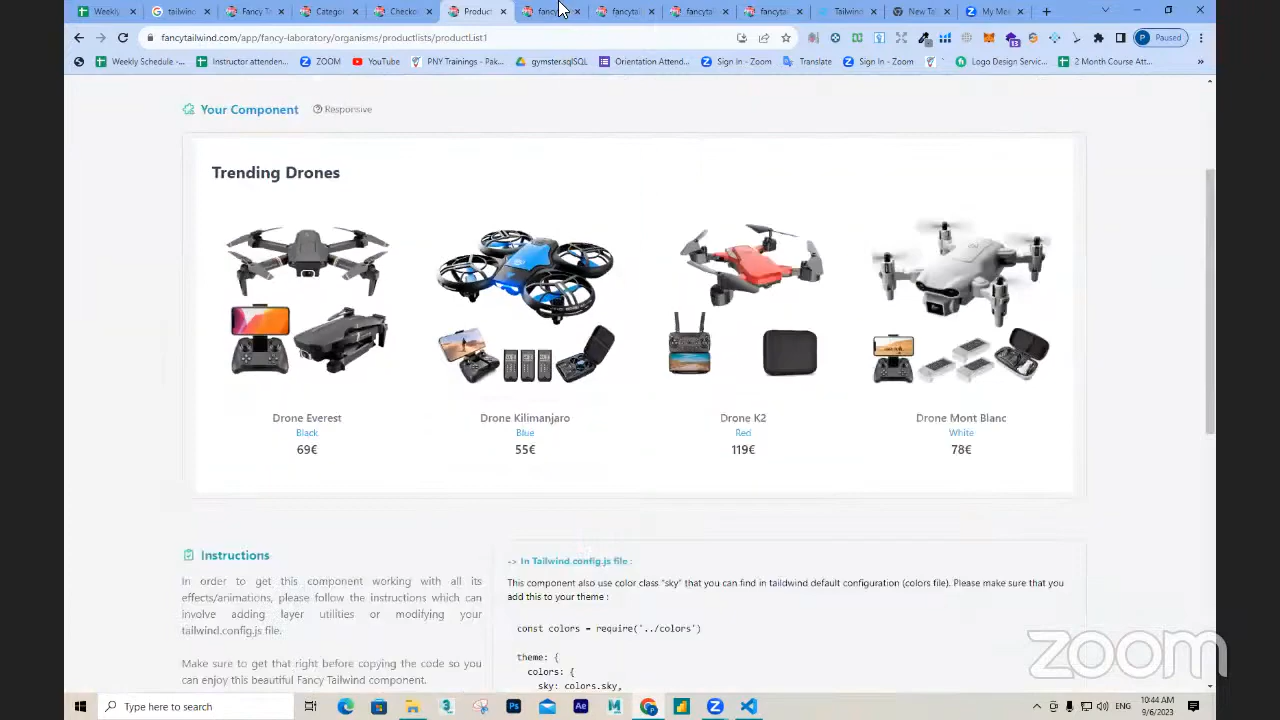 Weekly
tailwind
Fancy T
Categor
Checko
Produc
fancyta
fancytai
fancytai
fancytai
Tailwind
New Tal
My Mee
fancytailwind.com/app/fancy-laboratory/organisms/productlists/productList1
Paused
Weekly Schedule -...
Instructor attenden...
ZOOM
YouTube
PNY Trainings - Pak...
gymster.sqlSQL
Orientation Attend...
Sign In - Zoom
Translate
Sign In - Zoom
Logo Design Servic...
2 Month Course Att...
»
Your Component
Responsive
Trending Drones
Drone Everest
Black
69€
Drone Kilimanjaro
Blue
55€
Drone K2
Red
119€
Drone Mont Blanc
White
78€
Instructions
In order to get this component working with all its
effects/animations, please follow the instructions which can
involve adding layer utilities or modifying your
tailwind.config.js file.
Make sure to get that right before copying the code so you
can enjoy this beautiful Fancy Tailwind component.
-> In Tailwind.config.js file :
This component also use color class "sky" that you can find in taildwind default configuration (colors file). Please make sure that you
add this to your theme :
const colors = require('../colors')
theme: {
colors: {
sky: colors.sky,
zoom
Type here to search
10:44 AM
9/6/2023